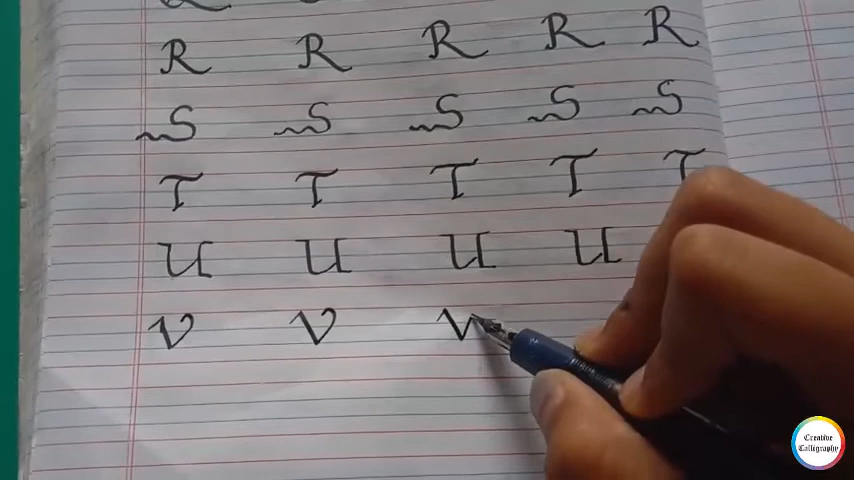 R R R R R
S S S S S
T T T T T
U U U U
V V V
Creative
Calligraphy